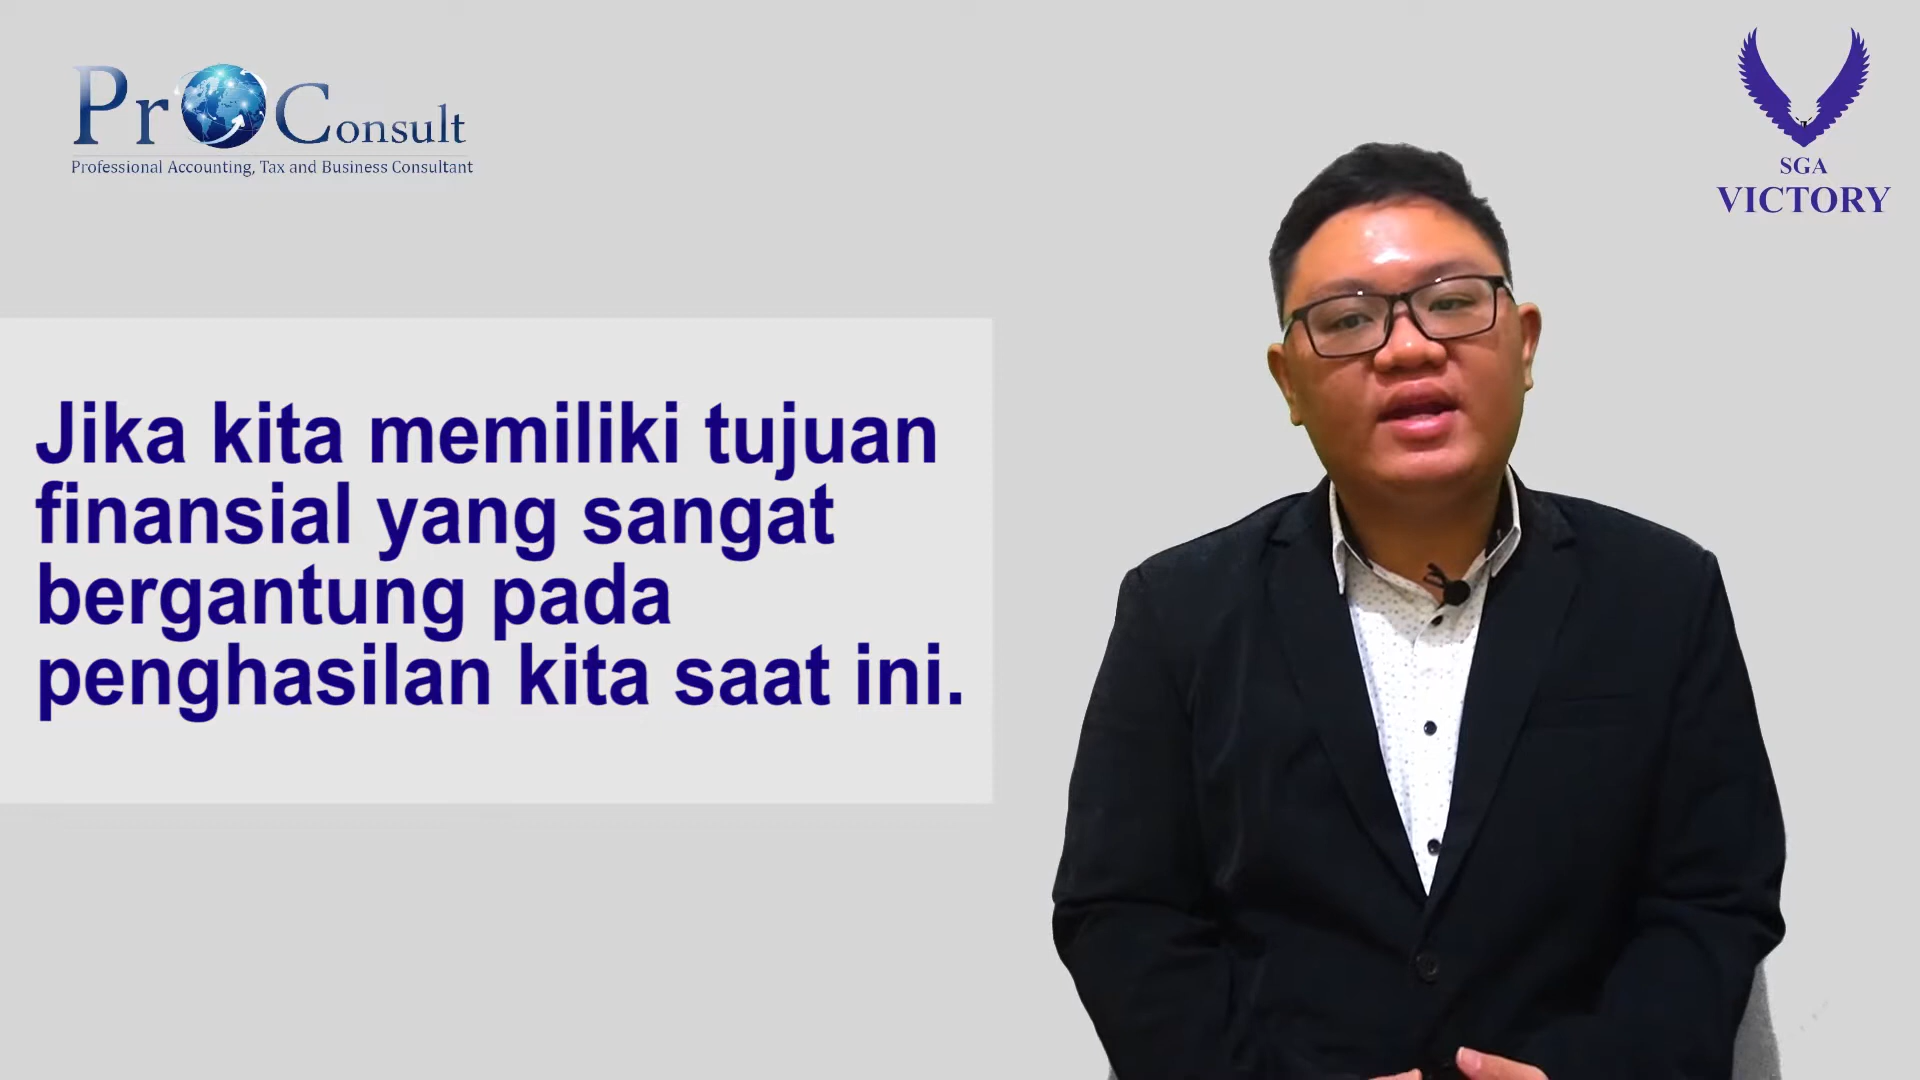 ProConsult
Professional Accounting, Tax and Business Consultant
SGA
VICTORY
Jika kita memiliki tujuan
finansial yang sangat
bergantung pada
penghasilan kita saat ini.